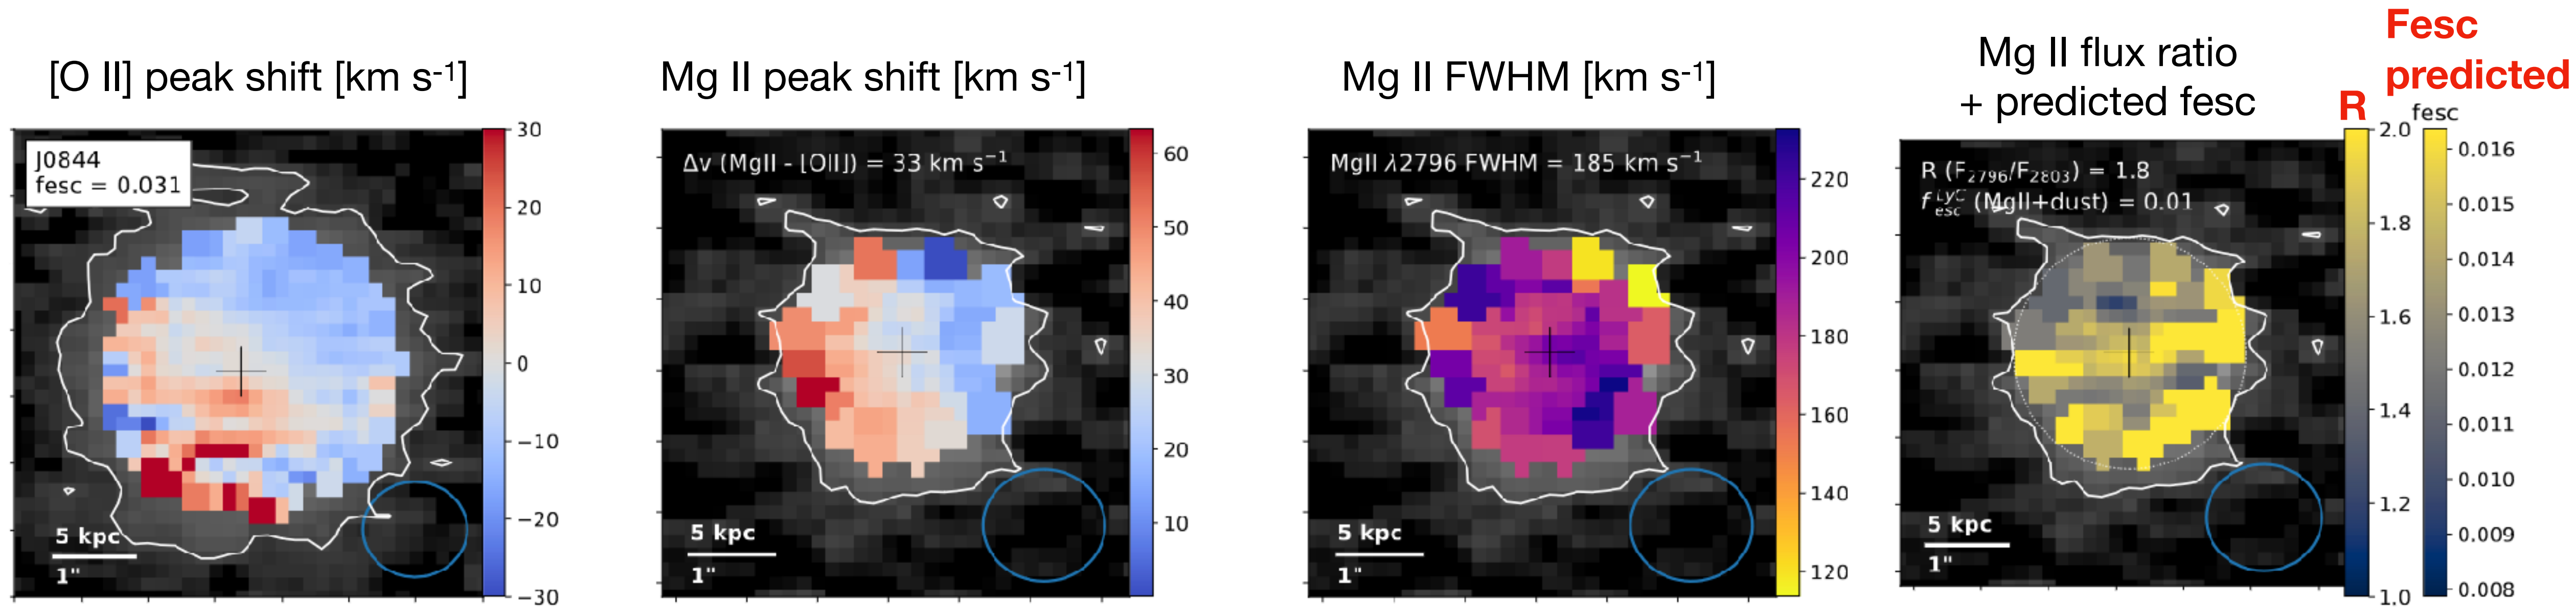 [O II] peak shift [km s-1]
J0844
fesc = 0.031
5 kpc
1"
30
20
10
0
−10
−20
−30
Mg II peak shift [km s-1]
Δv (MgII - [OII]) = 33 km s−1
5 kpc
1"
60
50
40
30
20
10
Mg II FWHM [km s-1]
MgII λ2796 FWHM = 185 km s−1
5 kpc
1"
220
200
180
160
140
120
Mg II flux ratio
+ predicted fesc
R (F2796/F2803) = 1.8
fescLyC (MgII+dust) = 0.01
5 kpc
1"
R
2.0
1.8
1.6
1.4
1.2
1.0
Fesc
predicted
fesc
0.016
0.015
0.014
0.013
0.012
0.011
0.010
0.009
0.008